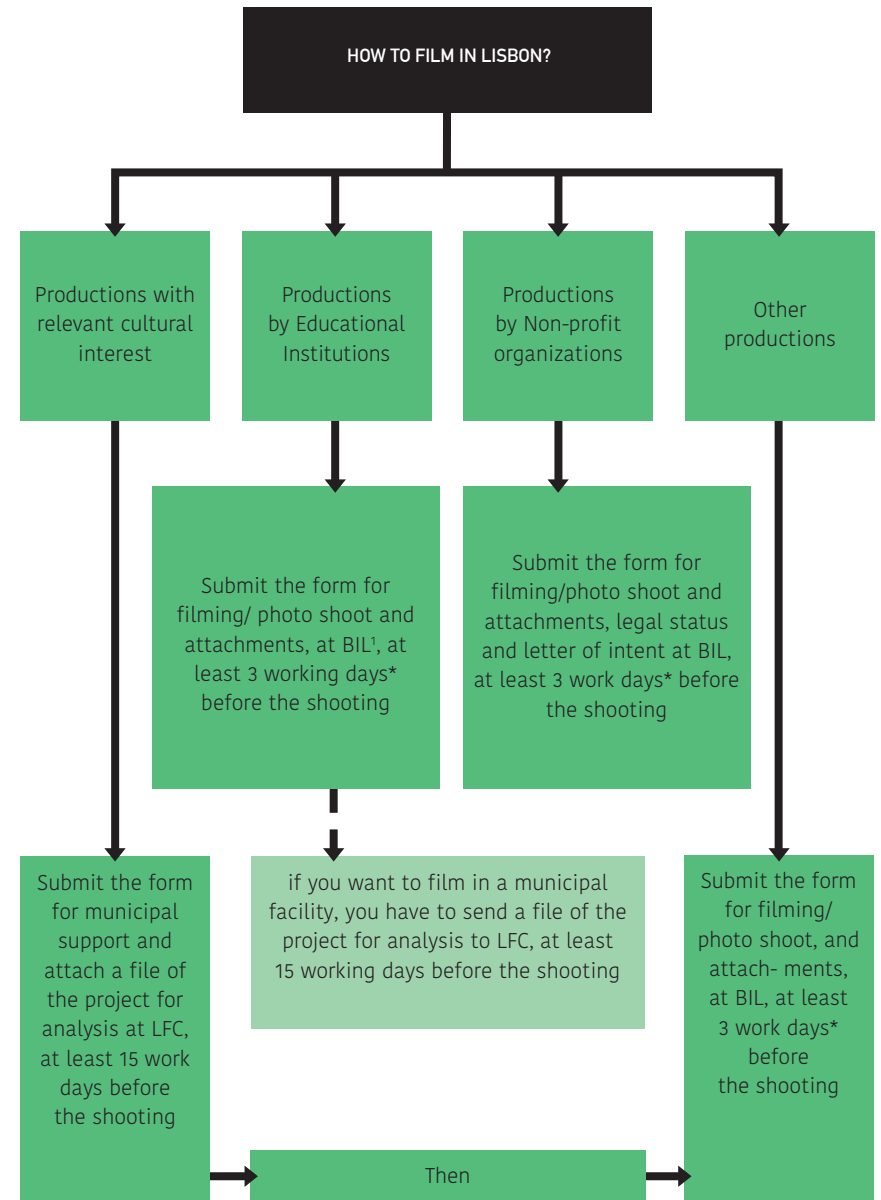 HOW TO FILM IN LISBON?
Productions with
relevant cultural
interest
Productions
by Educational
Institutions
Productions
by Non-profit
organizations
Other
productions
Submit the form for
filming/ photo shoot and
attachments, at BIL¹, at
least 3 working days*
before the shooting
Submit the form for
filming/photo shoot and
attachments, legal status
and letter of intent at BIL,
at least 3 work days* before
the shooting
Submit the form
for municipal
support and
attach a file of
the project for
analysis at LFC,
at least 15 work
days before
the shooting
if you want to film in a municipal
facility, you have to send a file of the
project for analysis to LFC, at least
15 working days before the shooting
Submit the form
for filming/
photo shoot, and
attach- ments,
at BIL, at least
3 work days*
before
the shooting
Then